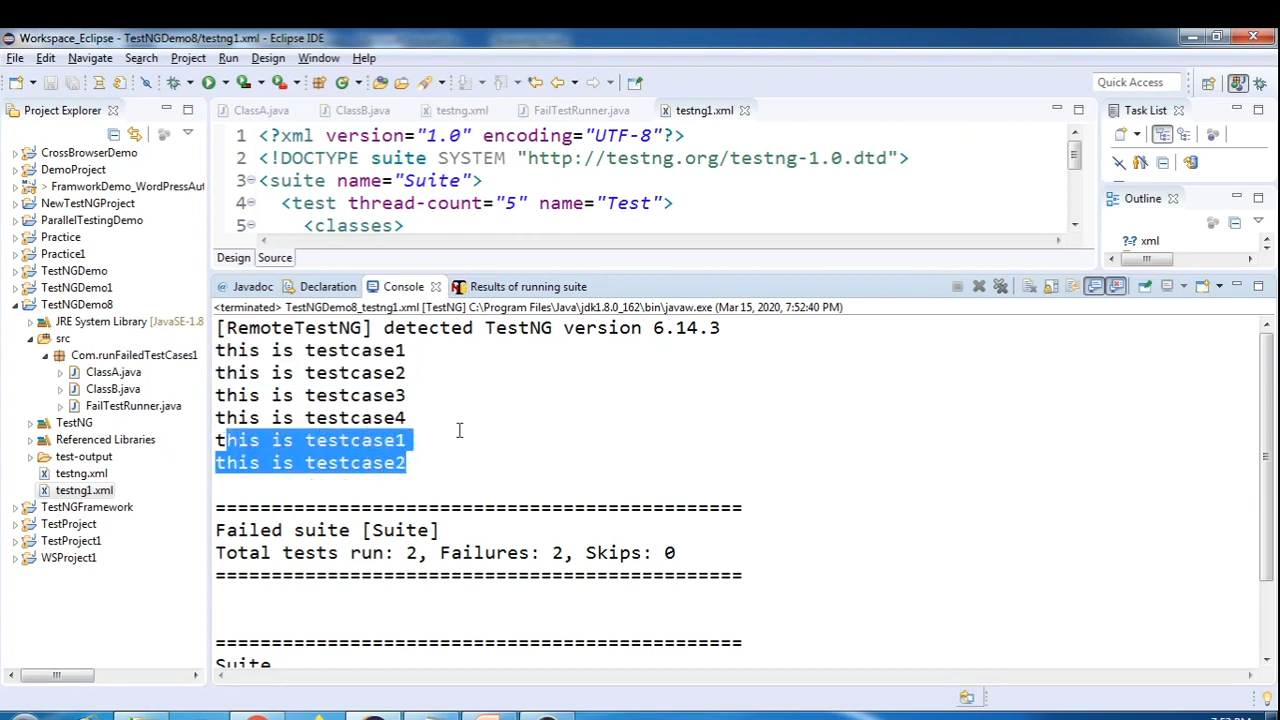 Workspace_Eclipse - TestNGDemo8/testng1.xml - Eclipse IDE
File Edit Navigate Search Project Design Run Window Help
Quick Access
Project Explorer
CrossBrowserDemo
DemoProject
> FramworkDemo_WordPressAut
NewTestNGProject
ParallelTestingDemo
Practice
Practice1
TestNGDemo
TestNGDemo1
TestNGDemo8
JRE System Library [JavaSE-1.8
src
Com.runFailedTestCases1
ClassA.java
ClassB.java
FailTestRunner.java
TestNG
Referenced Libraries
test-output
testng.xml
testng1.xml
TestNGFramework
TestProject
TestProject1
WSProject1
ClassA.java ClassB.java testng.xml FailTestRunner.java testng1.xml
1 <?xml version="1.0" encoding="UTF-8"?>
2 <!DOCTYPE suite SYSTEM "http://testng.org/testng-1.0.dtd">
3 <suite name="Suite">
4 <test thread-count="5" name="Test">
5 <classes>
Design Source
Task List
Outline
xml
Javadoc Declaration Console Results of running suite
<terminated> TestNGDemo8_testng1.xml [TestNG] C:\Program Files\Java\jdk1.8.0_162\bin\javaw.exe (Mar 15, 2020, 7:52:40 PM)
[RemoteTestNG] detected TestNG version 6.14.3
this is testcase1
this is testcase2
this is testcase3
this is testcase4
this is testcase1
this is testcase2
===============================================
Failed suite [Suite]
Total tests run: 2, Failures: 2, Skips: 0
===============================================
===============================================
Suite